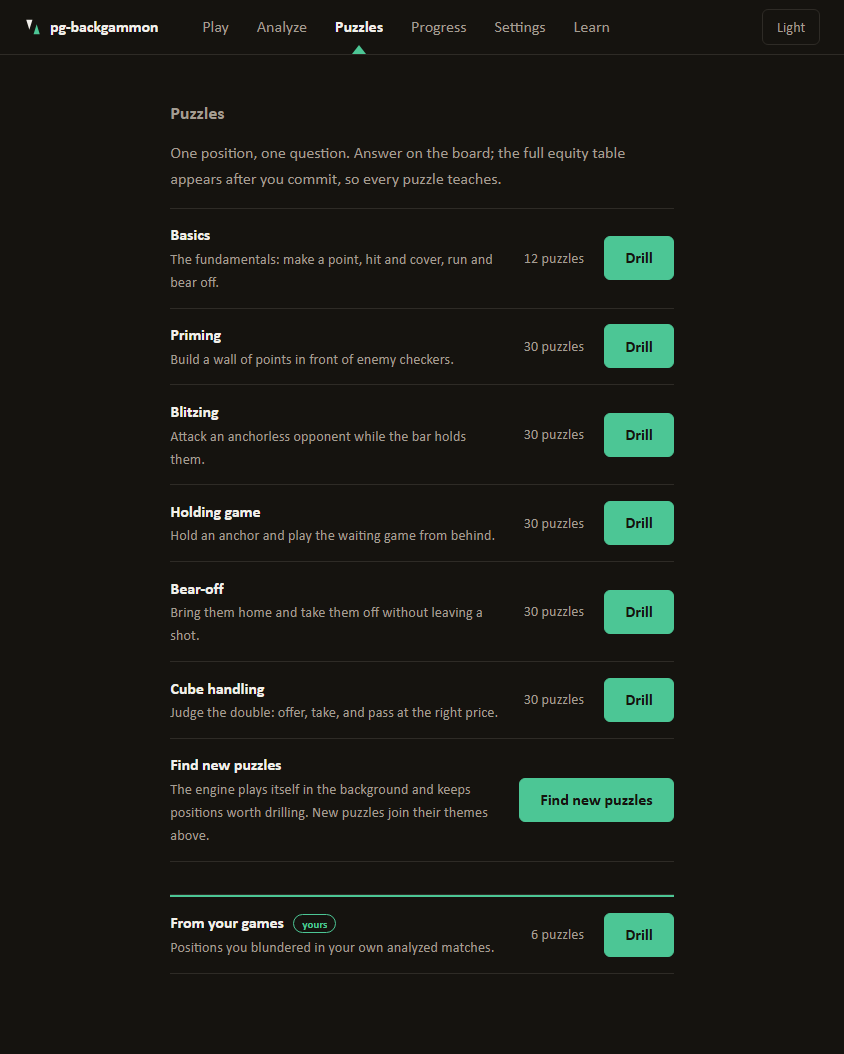 pg-backgammon Play Analyze Puzzles Progress Settings Learn Light
Puzzles
One position, one question. Answer on the board; the full equity table
appears after you commit, so every puzzle teaches.
Basics
The fundamentals: make a point, hit and cover, run and
bear off.
12 puzzles Drill
Priming
Build a wall of points in front of enemy checkers.
30 puzzles Drill
Blitzing
Attack an anchorless opponent while the bar holds
them.
30 puzzles Drill
Holding game
Hold an anchor and play the waiting game from behind.
30 puzzles Drill
Bear-off
Bring them home and take them off without leaving a
shot.
30 puzzles Drill
Cube handling
Judge the double: offer, take, and pass at the right price.
30 puzzles Drill
Find new puzzles
The engine plays itself in the background and keeps
positions worth drilling. New puzzles join their themes
above.
Find new puzzles
From your games yours
Positions you blundered in your own analyzed matches.
6 puzzles Drill